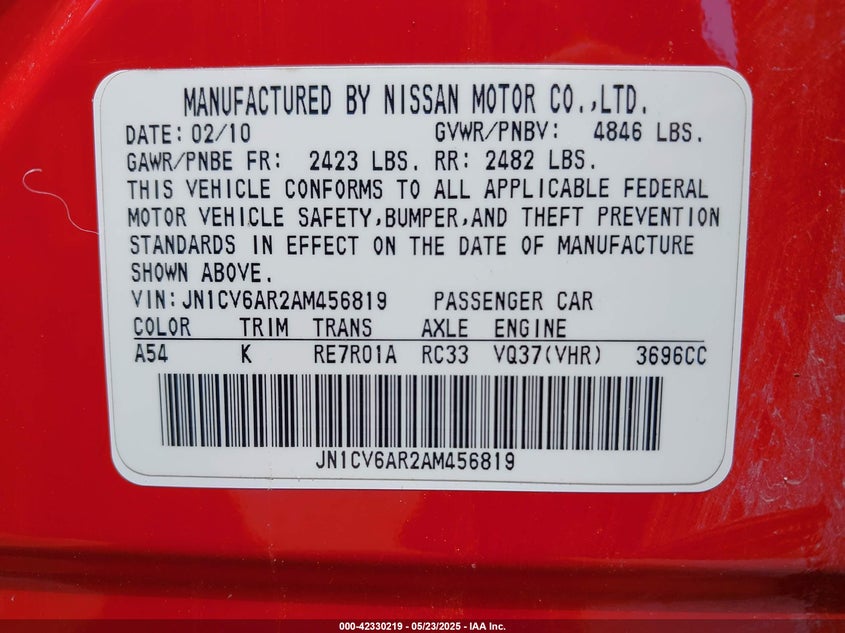 MANUFACTURED BY NISSAN MOTOR CO.,LTD.
DATE: 02/10 GVWR/PNBV: 4846 LBS.
GAWR/PNBE FR: 2423 LBS. RR: 2482 LBS.
THIS VEHICLE CONFORMS TO ALL APPLICABLE FEDERAL
MOTOR VEHICLE SAFETY,BUMPER,AND THEFT PREVENTION
STANDARDS IN EFFECT ON THE DATE OF MANUFACTURE
SHOWN ABOVE.
VIN:JN1CV6AR2AM456819 PASSENGER CAR
COLOR TRIM TRANS AXLE ENGINE
A54 K RE7R01A RC33 VQ37(VHR) 3696CC
JN1CV6AR2AM456819
000-42330219 - 05/23/2025 - IAA Inc.